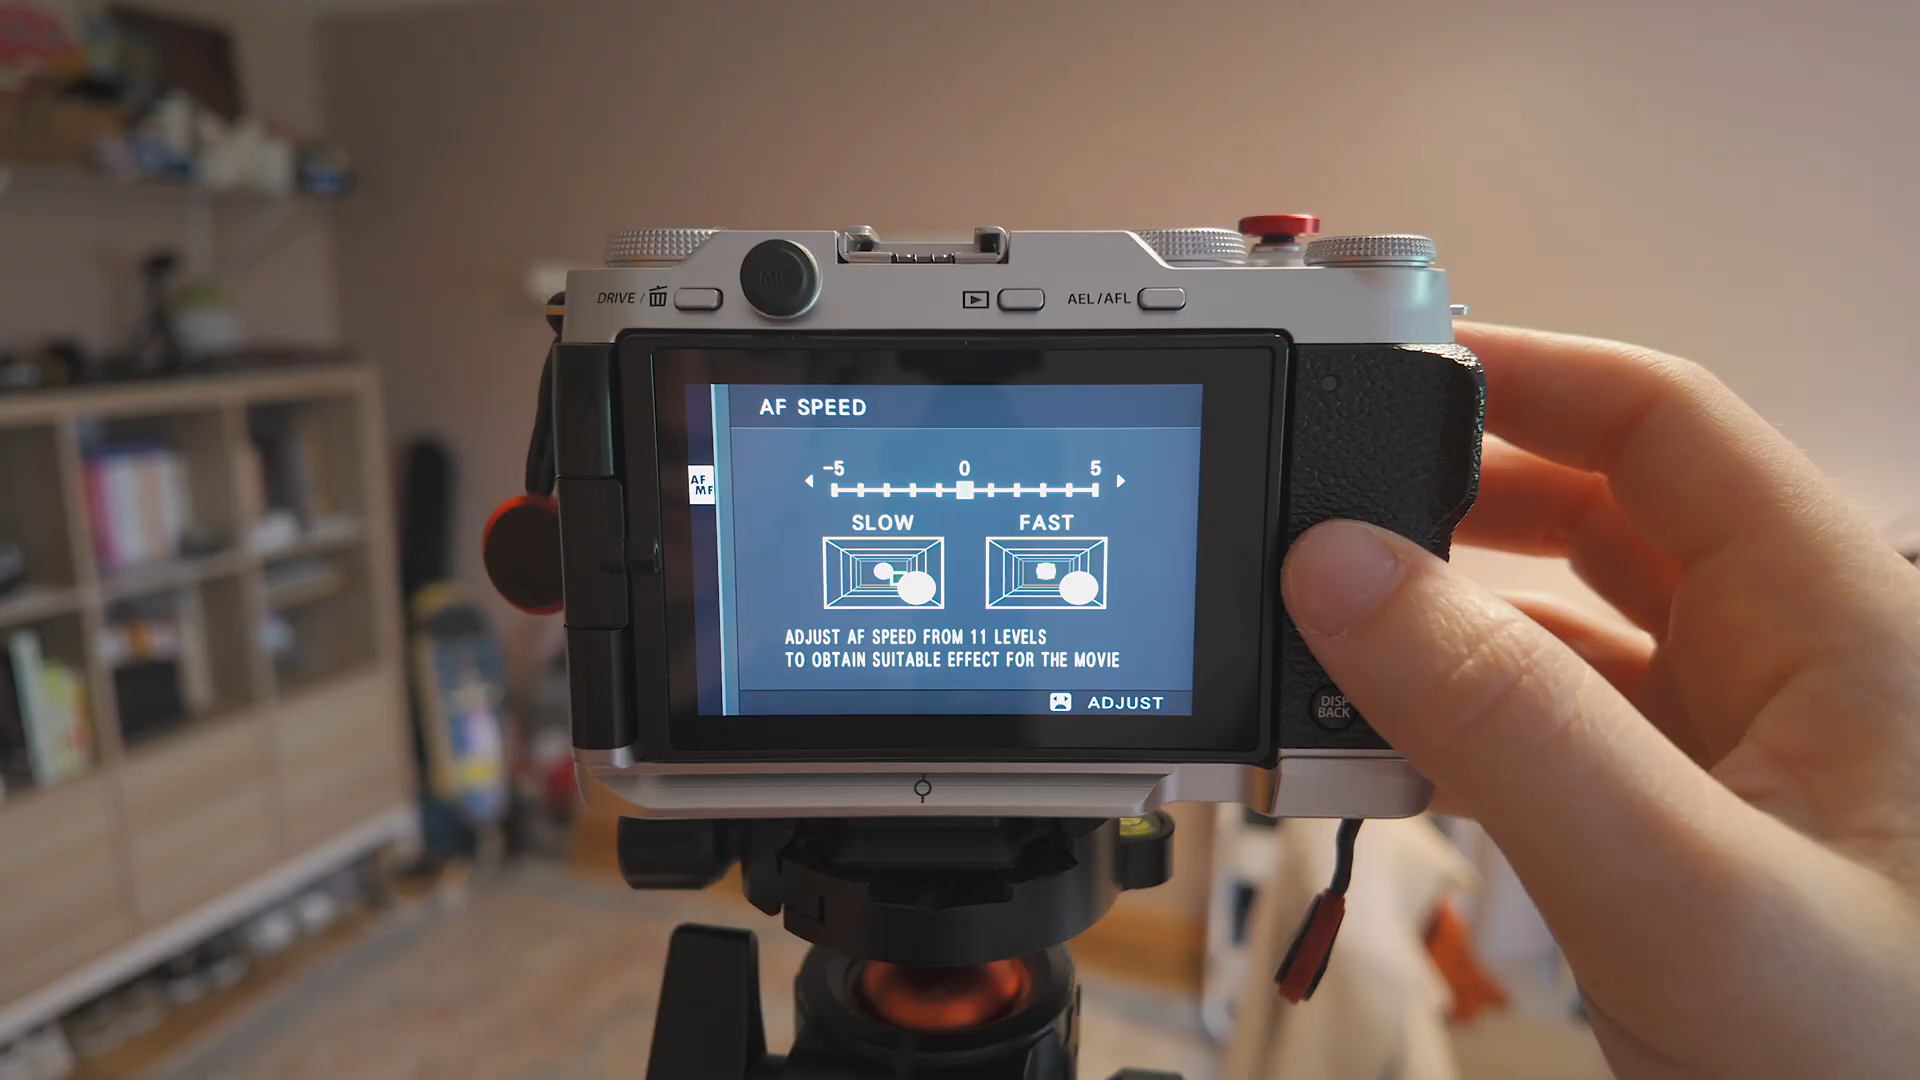 DRIVE /
MIC
AEL/AFL
AF SPEED
AF
MF
-5 0 5
SLOW FAST
ADJUST AF SPEED FROM 11 LEVELS
TO OBTAIN SUITABLE EFFECT FOR THE MOVIE
ADJUST
DISP
BACK